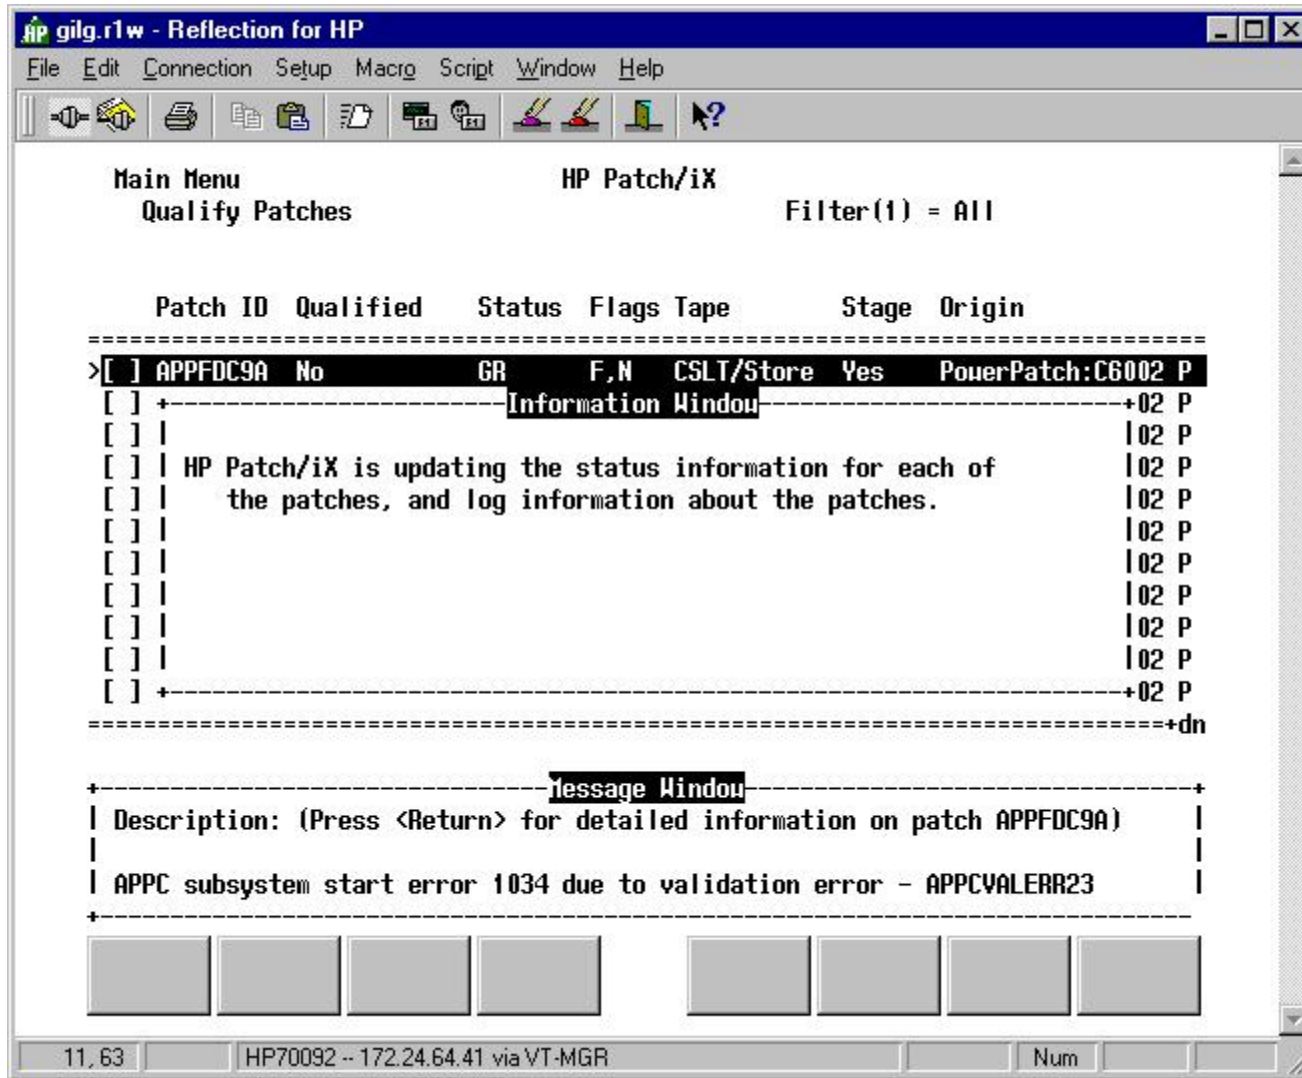 gilg.r1w - Reflection for HP
File Edit Connection Setup Macro Script Window Help
Main Menu HP Patch/iX
Qualify Patches Filter(1) = All
Patch ID Qualified Status Flags Tape Stage Origin
================================================================================
>[ ] APPFDC9A No GR F,N CSLT/Store Yes PowerPatch:C6002 P
[ ] +------------------------Information Window--------------------------+02 P
[ ] | |02 P
[ ] | HP Patch/iX is updating the status information for each of |02 P
[ ] | the patches, and log information about the patches. |02 P
[ ] | |02 P
[ ] | |02 P
[ ] | |02 P
[ ] | |02 P
[ ] | |02 P
[ ] +--------------------------------------------------------------------+02 P
=============================================================================+dn
+--------------------------------Message Window--------------------------------+
| Description: (Press <Return> for detailed information on patch APPFDC9A) |
| |
| APPC subsystem start error 1034 due to validation error - APPCVALERR23 |
+------------------------------------------------------------------------------
11, 63 HP70092 -- 172.24.64.41 via VT-MGR Num